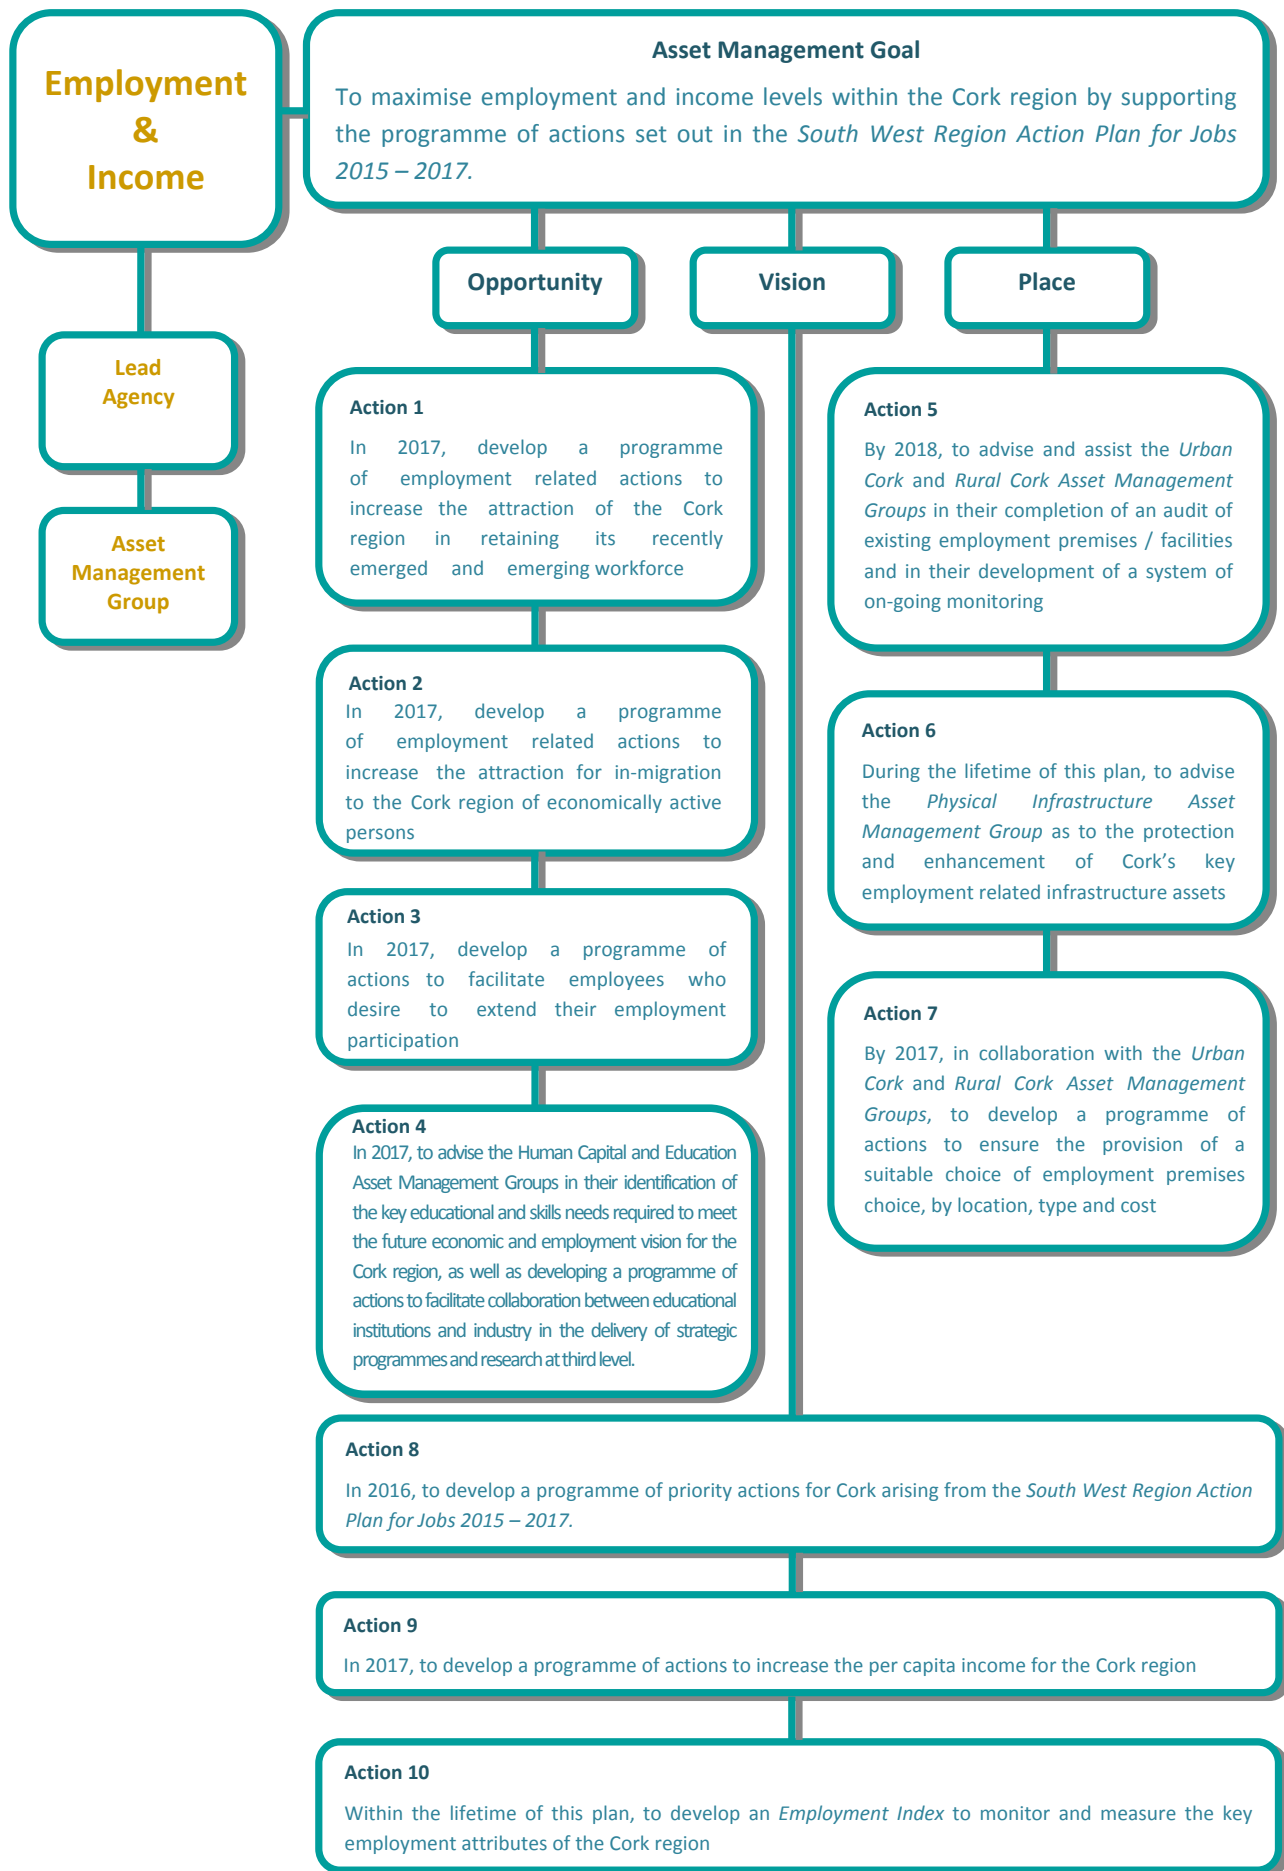 Employment
&
Income
Asset Management Goal
To maximise employment and income levels within the Cork region by supporting
the programme of actions set out in the South West Region Action Plan for Jobs
2015 – 2017.
Lead
Agency
Asset
Management
Group
Opportunity
Action 1
In 2017, develop a programme
of employment related actions to
increase the attraction of the Cork
region in retaining its recently
emerged and emerging workforce
Action 2
In 2017, develop a programme
of employment related actions to
increase the attraction for in-migration
to the Cork region of economically active
persons
Action 3
In 2017, develop a programme of
actions to facilitate employees who
desire to extend their employment
participation
Action 4
In 2017, to advise the Human Capital and Education
Asset Management Groups in their identification of
the key educational and skills needs required to meet
the future economic and employment vision for the
Cork region, as well as developing a programme of
actions to facilitate collaboration between educational
institutions and industry in the delivery of strategic
programmes and research at third level.
Vision
Place
Action 5
By 2018, to advise and assist the Urban
Cork and Rural Cork Asset Management
Groups in their completion of an audit of
existing employment premises / facilities
and in their development of a system of
on-going monitoring
Action 6
During the lifetime of this plan, to advise
the Physical Infrastructure Asset
Management Group as to the protection
and enhancement of Cork's key
employment related infrastructure assets
Action 7
By 2017, in collaboration with the Urban
Cork and Rural Cork Asset Management
Groups, to develop a programme of
actions to ensure the provision of a
suitable choice of employment premises
choice, by location, type and cost
Action 8
In 2016, to develop a programme of priority actions for Cork arising from the South West Region Action
Plan for Jobs 2015 – 2017.
Action 9
In 2017, to develop a programme of actions to increase the per capita income for the Cork region
Action 10
Within the lifetime of this plan, to develop an Employment Index to monitor and measure the key
employment attributes of the Cork region